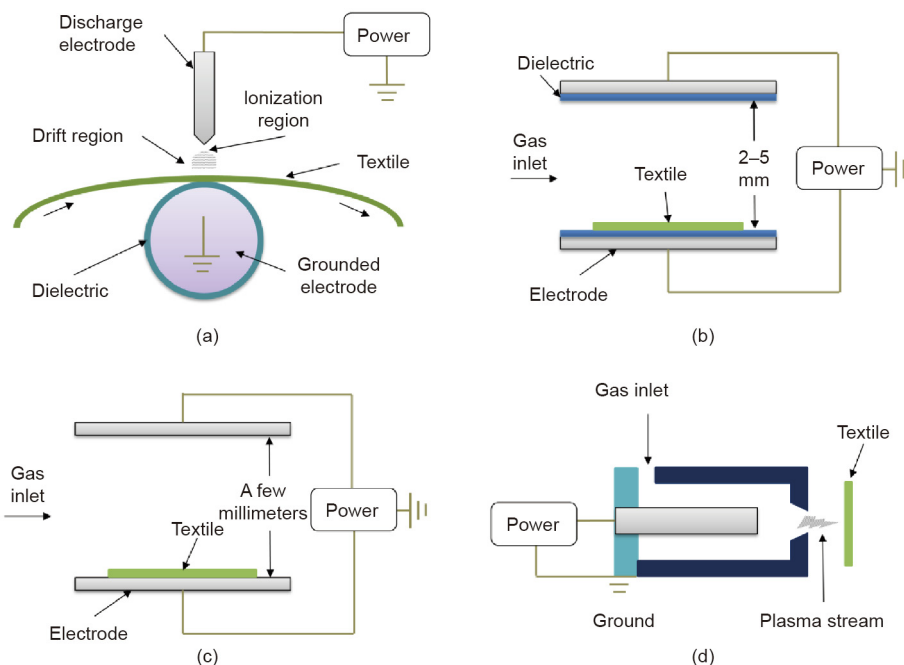 Discharge
electrode
Power
Ionization
region
Drift region
Textile
Dielectric
Grounded
electrode
(a)
Dielectric
Gas
inlet
2–5
mm
Power
Textile
Electrode
(b)
Gas
inlet
A few
millimeters
Power
Textile
Electrode
(c)
Gas inlet
Textile
Power
Ground
Plasma stream
(d)